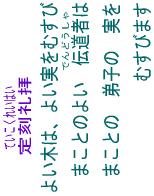 ていこくれいはい
定刻礼拝
よい木は、よい実をむすび
でんどうしゃ
まことのよい 伝道者は
まことの 弟子の 実を
むすびます